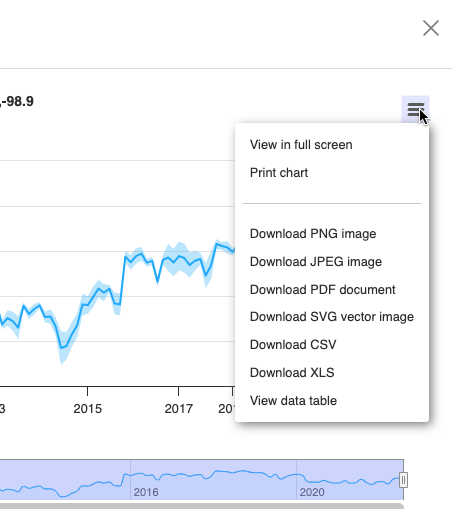 ,-98.9
View in full screen
Print chart
Download PNG image
Download JPEG image
Download PDF document
Download SVG vector image
Download CSV
Download XLS
View data table
3 2015 2017 201
2016 2020